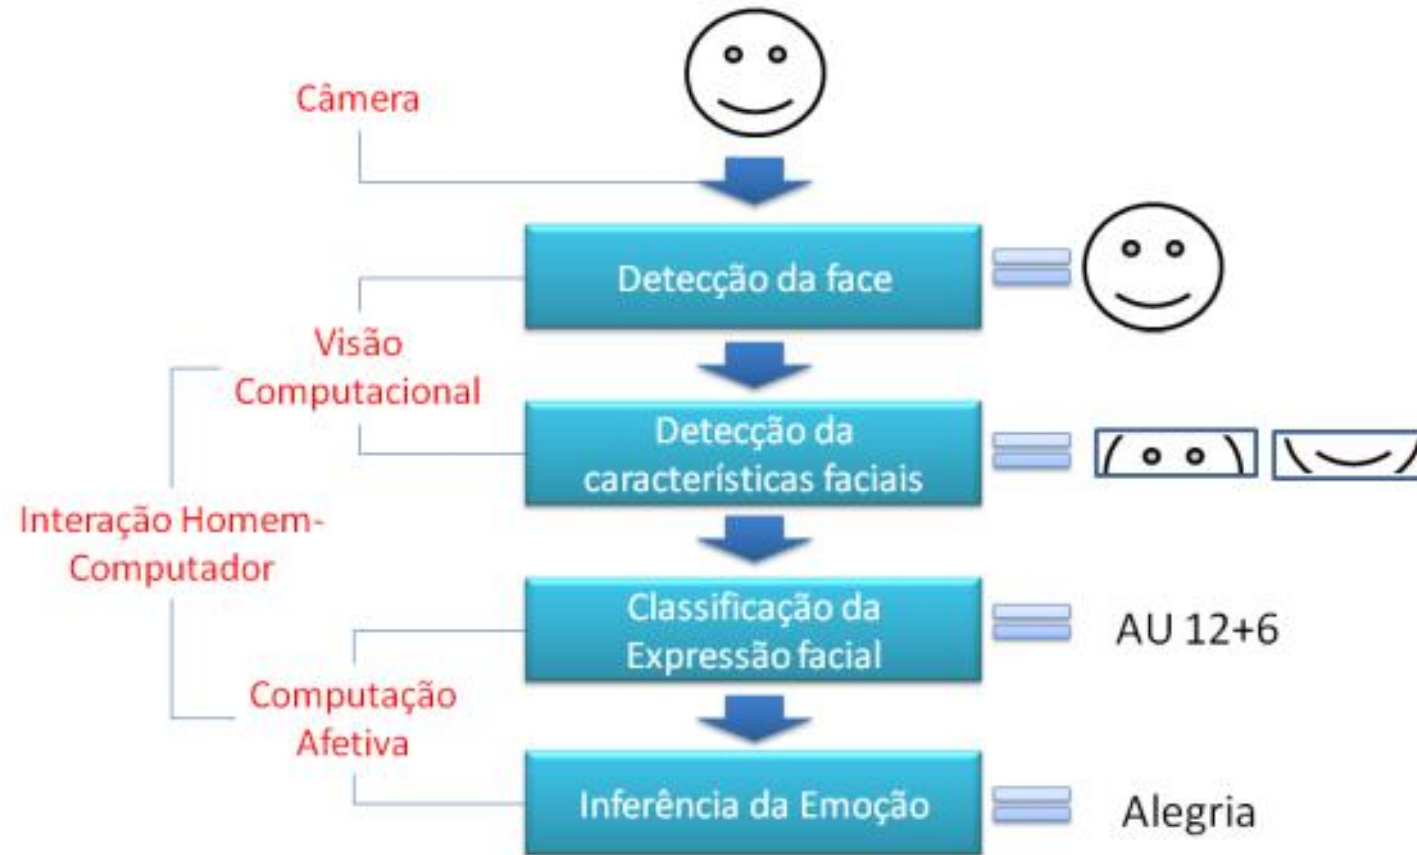 Câmera
Detecção da face
Visão
Computacional
Detecção da
características faciais
Interação Homem-
Computador
Classificação da
Expressão facial
AU 12+6
Computação
Afetiva
Inferência da Emoção
Alegria